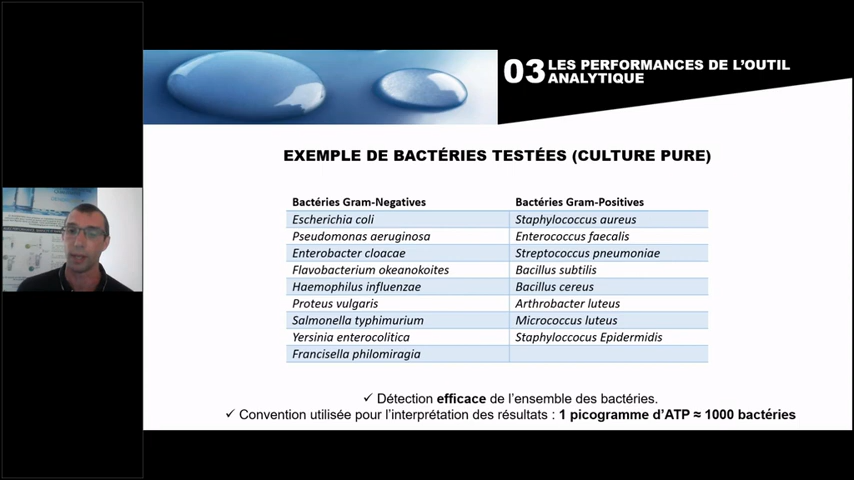 03 LES PERFORMANCES DE L'OUTIL
ANALYTIQUE
EXEMPLE DE BACTÉRIES TESTÉES (CULTURE PURE)
Bactéries Gram-Negatives Bactéries Gram-Positives
Escherichia coli Staphylococcus aureus
Pseudomonas aeruginosa Enterococcus faecalis
Enterobacter cloacae Streptococcus pneumoniae
Flavobacterium okeanokoites Bacillus subtilis
Haemophilus influenzae Bacillus cereus
Proteus vulgaris Arthrobacter luteus
Salmonella typhimurium Micrococcus luteus
Yersinia enterocolitica Staphyloccocus Epidermidis
Francisella philomiragia
✓ Détection efficace de l'ensemble des bactéries.
✓ Convention utilisée pour l'interprétation des résultats : 1 picogramme d'ATP ≈ 1000 bactéries